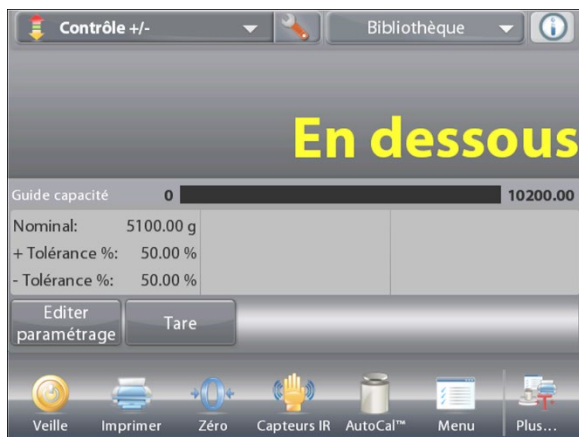 Contrôle +/- Bibliothèque
En dessous
Guide capacité 0 10200.00
Nominal: 5100.00 g
+ Tolérance %: 50.00 %
- Tolérance %: 50.00 %
Editer paramétrage Tare
Veille Imprimer Zéro Capteurs IR AutoCal™ Menu Plus...